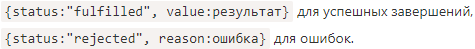 {status:"fulfilled", value:результат} для успешных завершений,
{status:"rejected", reason:ошибка} для ошибок.